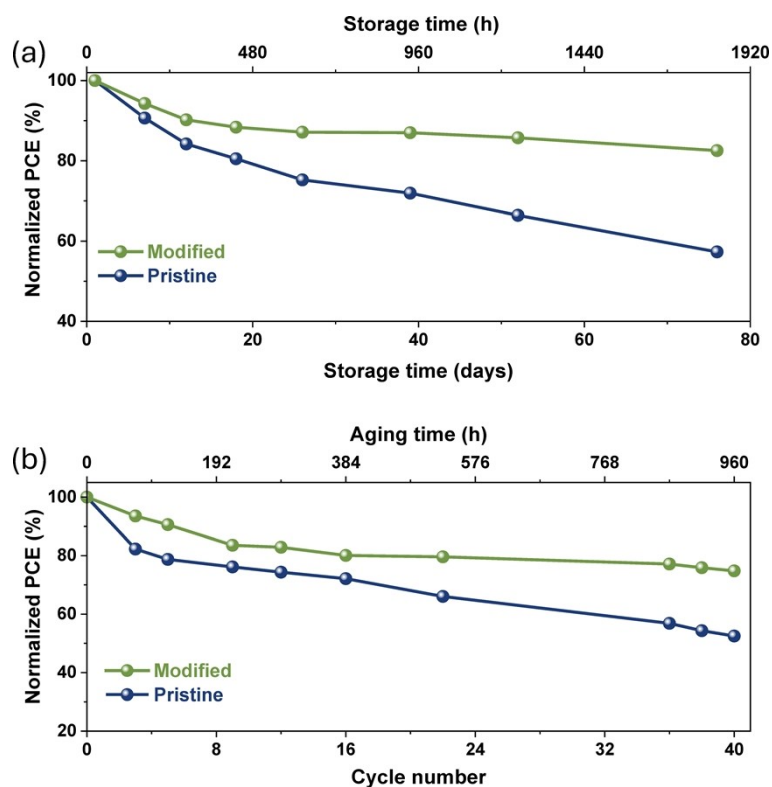 (a)
Storage time (h)
0 480 960 1440 1920
Normalized PCE (%)
100
80
60
40
Modified
Pristine
0 20 40 60 80
Storage time (days)
(b)
Aging time (h)
0 192 384 576 768 960
Normalized PCE (%)
100
80
60
40
20
Modified
Pristine
0 8 16 24 32 40
Cycle number